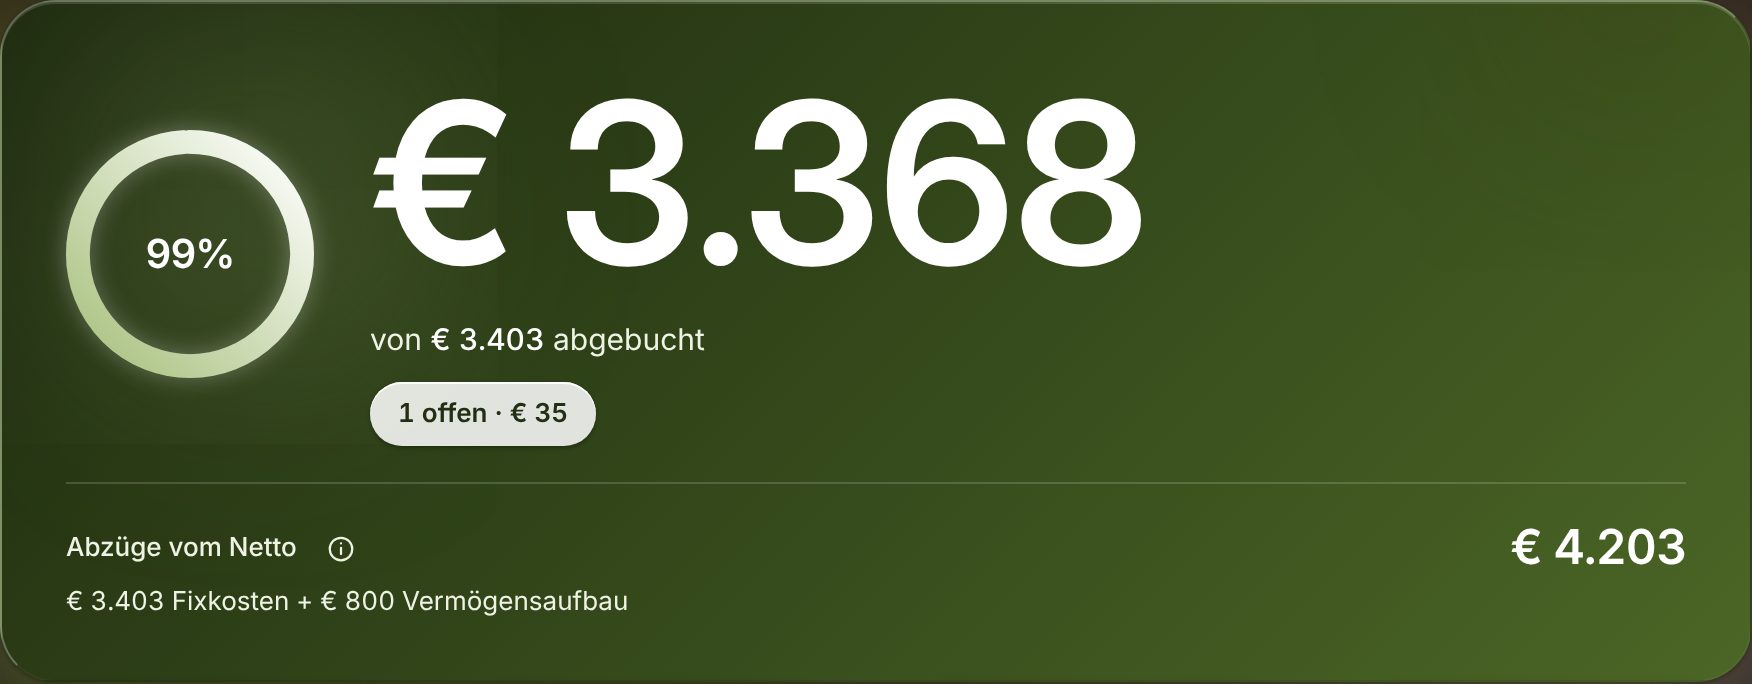 99%
€ 3.368
von € 3.403 abgebucht
1 offen · € 35
Abzüge vom Netto
€ 4.203
€ 3.403 Fixkosten + € 800 Vermögensaufbau